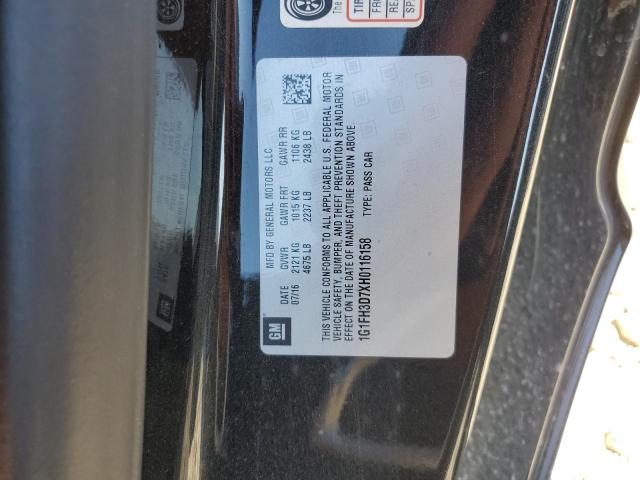 MFD BY GENERAL MOTORS LLC
DATE GVWR GAWR FRT GAWR RR
07/16 2121 KG 1015 KG 1106 KG
4675 LB 2237 LB 2438 LB
GM
THIS VEHICLE CONFORMS TO ALL APPLICABLE U.S. FEDERAL MOTOR
VEHICLE SAFETY, BUMPER, AND THEFT PREVENTION STANDARDS IN
EFFECT ON THE DATE OF MANUFACTURE SHOWN ABOVE.
1G1FH3D7XH0116158 TYPE: PASS CAR
The